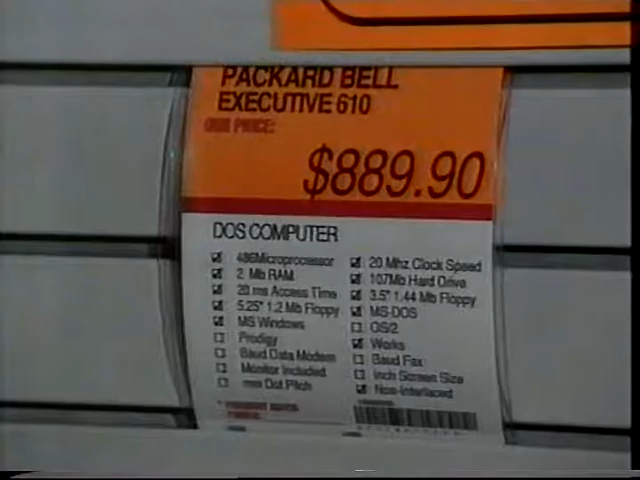 PACKARD BELL
EXECUTIVE 610
OUR PRICE:
$889.90
DOS COMPUTER
486Microprocessor
2 Mb RAM
20 ms Access Time
5.25" 1.2 Mb Floppy
MS Windows
Prodigy
Baud Data Modem
Monitor Included
mm Dot Pitch
20 Mhz Clock Speed
107Mb Hard Drive
3.5" 1.44 Mb Floppy
MS-DOS
OS/2
Works
Baud Fax
Inch Screen Size
Non-Interlaced